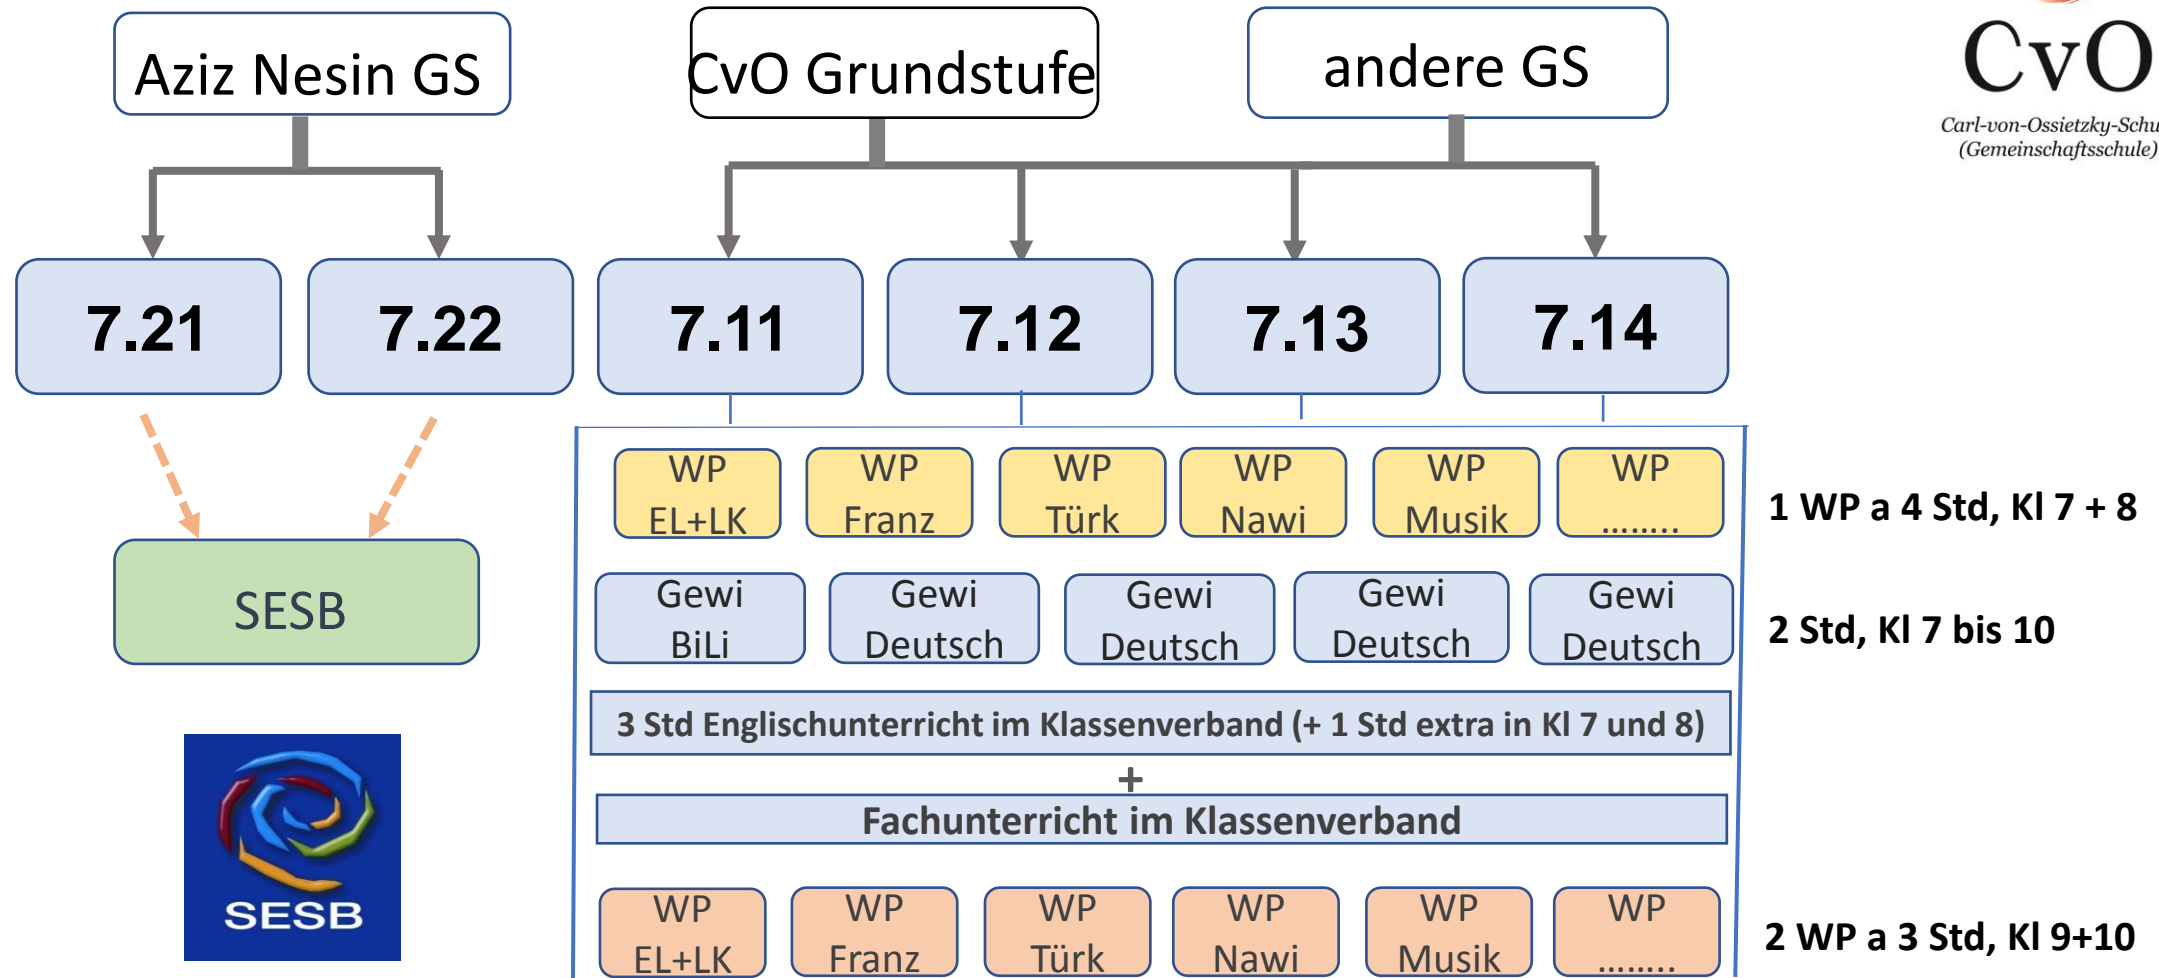 Aziz Nesin GS
CvO Grundstufe
andere GS
CvO
Carl-von-Ossietzky-Schu
(Gemeinschaftsschule)
7.21
7.22
7.11
7.12
7.13
7.14
WP
EL+LK
WP
Franz
WP
Türk
WP
Nawi
WP
Musik
WP
........
1 WP a 4 Std, Kl 7 + 8
SESB
Gewi
BiLi
Gewi
Deutsch
Gewi
Deutsch
Gewi
Deutsch
Gewi
Deutsch
2 Std, Kl 7 bis 10
3 Std Englischunterricht im Klassenverband (+ 1 Std extra in Kl 7 und 8)
+
Fachunterricht im Klassenverband
SESB
WP
EL+LK
WP
Franz
WP
Türk
WP
Nawi
WP
Musik
WP
........
2 WP a 3 Std, Kl 9+10